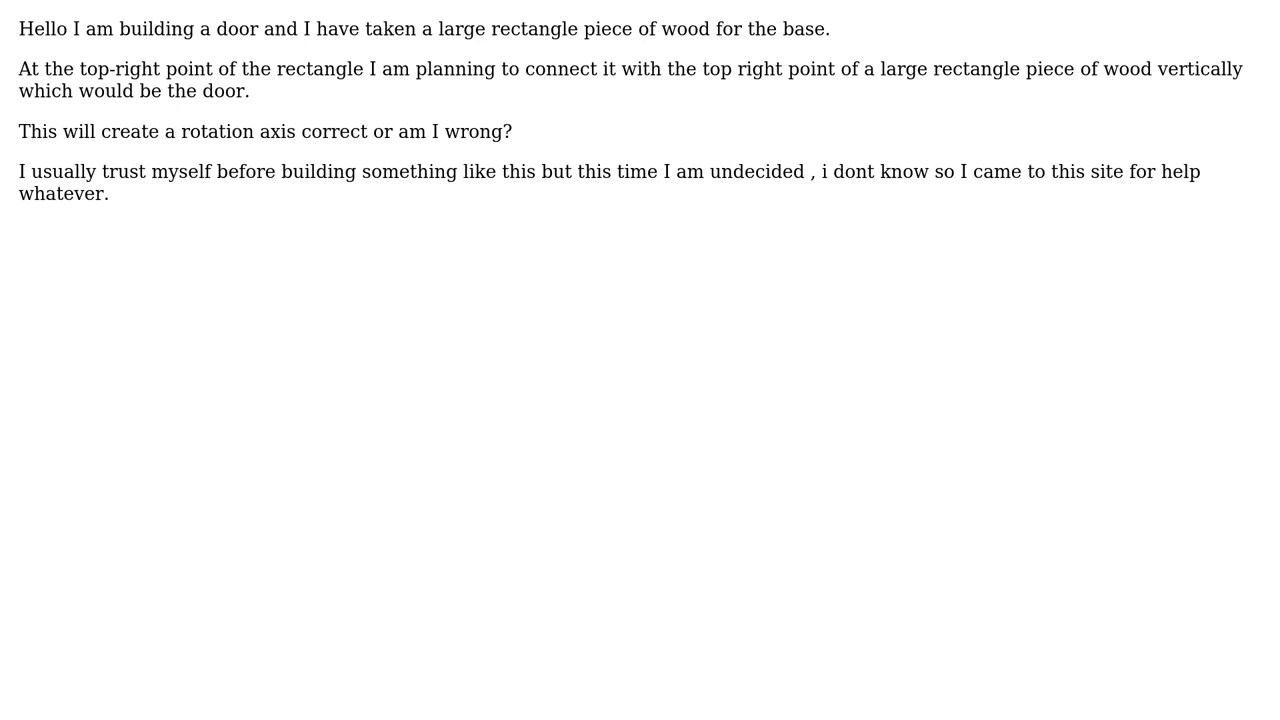 Hello I am building a door and I have taken a large rectangle piece of wood for the base.
At the top-right point of the rectangle I am planning to connect it with the top right point of a large rectangle piece of wood vertically
which would be the door.
This will create a rotation axis correct or am I wrong?
I usually trust myself before building something like this but this time I am undecided , i dont know so I came to this site for help
whatever.